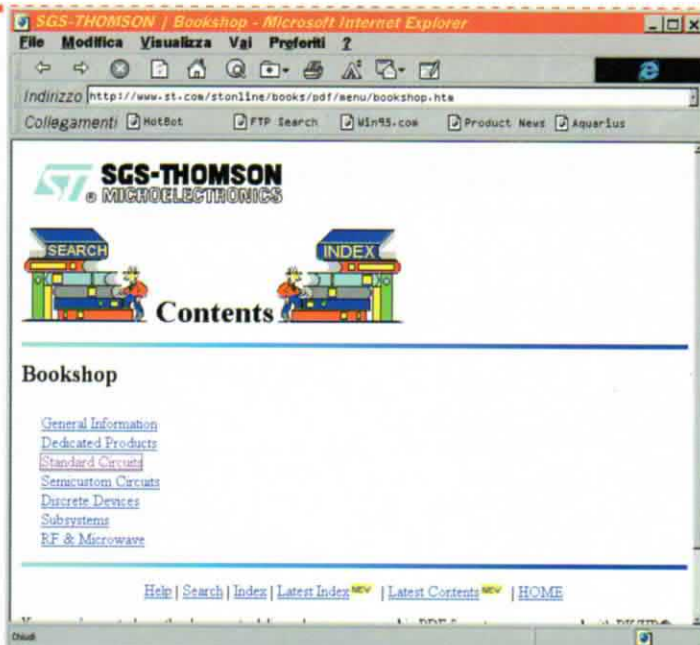 SGS-THOMSON / Bookshop - Microsoft Internet Explorer
File Modifica Visualizza Vai Preferiti ?
Indirizzo http://www.st.com/stonline/books/pdf/menu/bookshop.htm
Collegamenti HotBot FTP Search Win95.com Product News Aquarius
ST ® SGS-THOMSON
MICROELECTRONICS
SEARCH INDEX
Contents
Bookshop
General Information
Dedicated Products
Standard Circuits
Semicustom Circuits
Discrete Devices
Subsystems
RF & Microwave
Help | Search | Index | Latest Index NEW | Latest Contents NEW | HOME
Chiudi